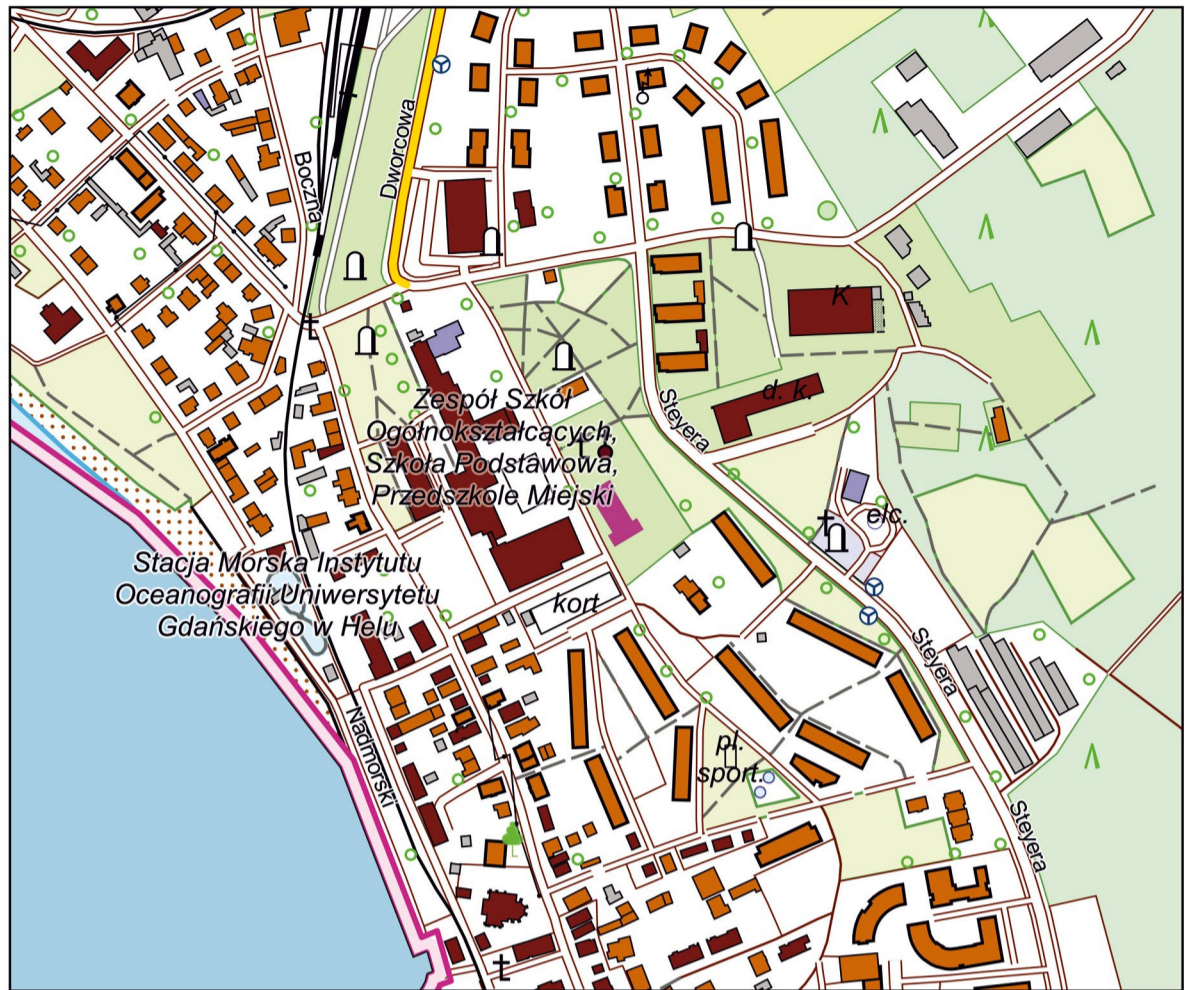 Boczna
Dworcowa
K
d. k.
Steyera
Zespół Szkół
Ogólnokształcących,
Szkoła Podstawowa,
Przedszkole Miejski
elc.
Stacja Morska Instytutu
Oceanografii Uniwersytetu
Gdańskiego w Helu
kort
Steyera
Nadmorski
pl.
sport.
Steyera